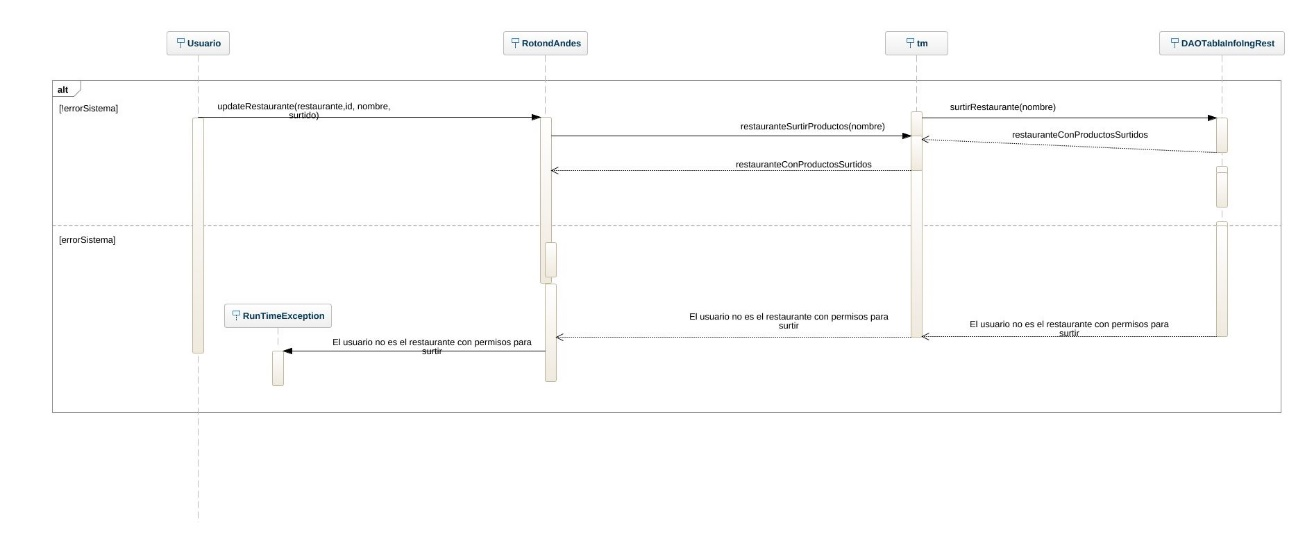 Usuario
RotondAndes
tm
DAOTablaInfoIngRest
alt
[!errorSistema]
updateRestaurante(restaurante,id, nombre,
surtido)
surtirRestaurante(nombre)
restauranteSurtirProductos(nombre)
restauranteConProductosSurtidos
restauranteConProductosSurtidos
[errorSistema]
RunTimeException
El usuario no es el restaurante con permisos para
surtir
El usuario no es el restaurante con permisos para
surtir
El usuario no es el restaurante con permisos para
surtir